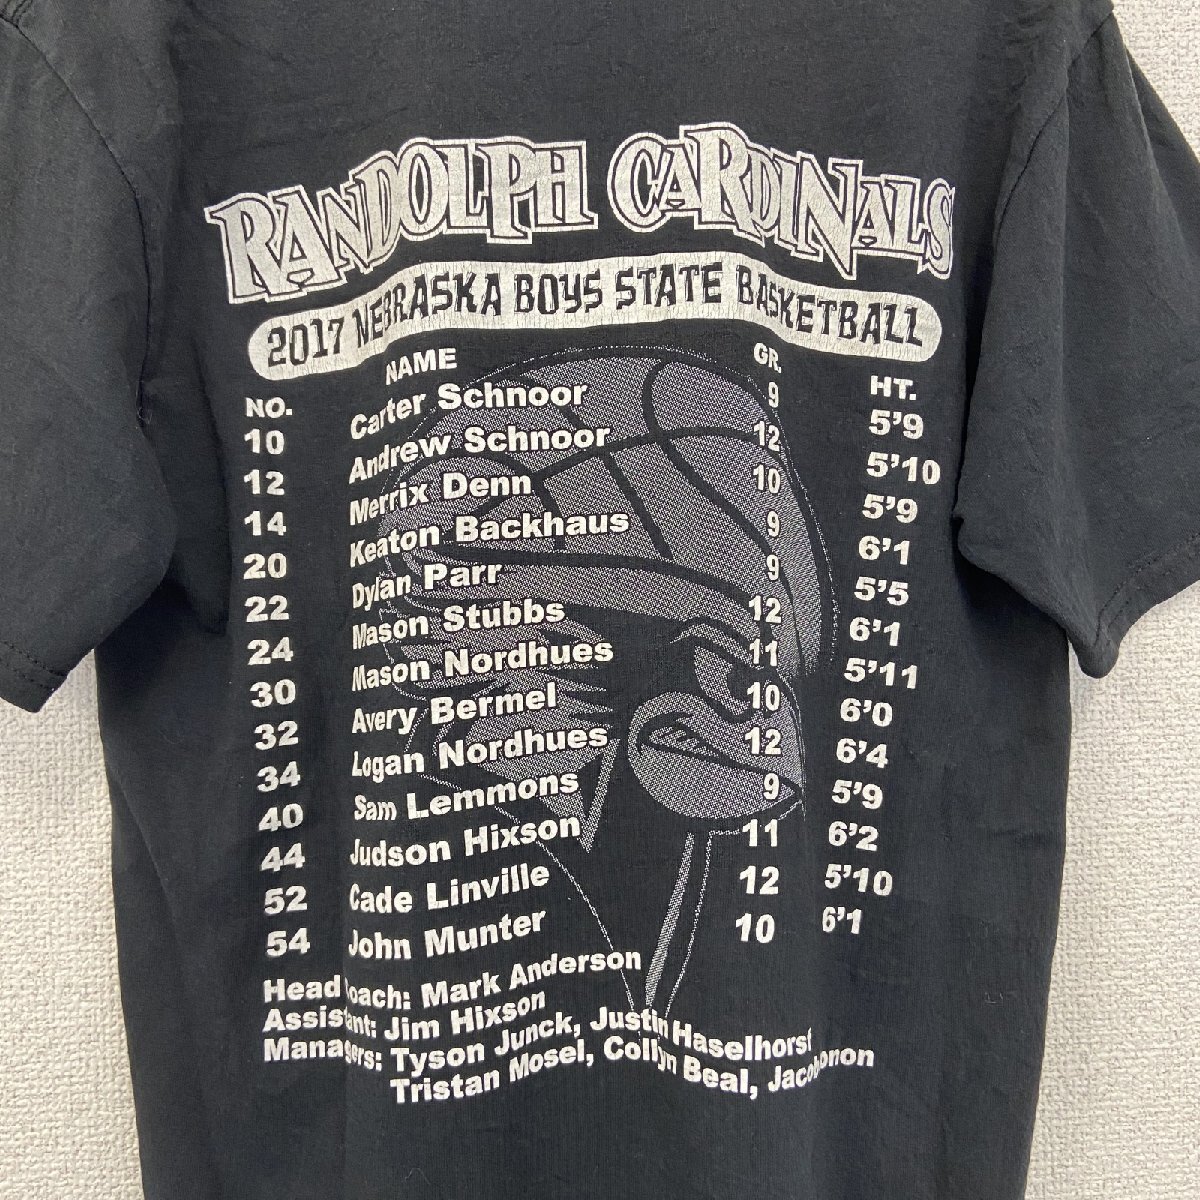 RANDOLPH CARDINALS
2017 NEBRASKA BOYS STATE BASKETBALL
NO. NAME GR. HT.
10 Carter Schnoor 9 5'9
12 Andrew Schnoor 12 5'10
14 Merrix Denn 10 5'9
20 Keaton Backhaus 9 6'1
22 Dylan Parr 9 5'5
24 Mason Stubbs 12 6'1
30 Mason Nordhues 11 5'11
32 Avery Bermel 10 6'0
34 Logan Nordhues 12 6'4
40 Sam Lemmons 9 5'9
44 Judson Hixson 11 6'2
52 Cade Linville 12 5'10
54 John Munter 10 6'1
Head Coach: Mark Anderson
Assistant: Jim Hixson
Managers: Tyson Junck, Justin Haselhorst
Tristan Mosel, Collyn Beal,